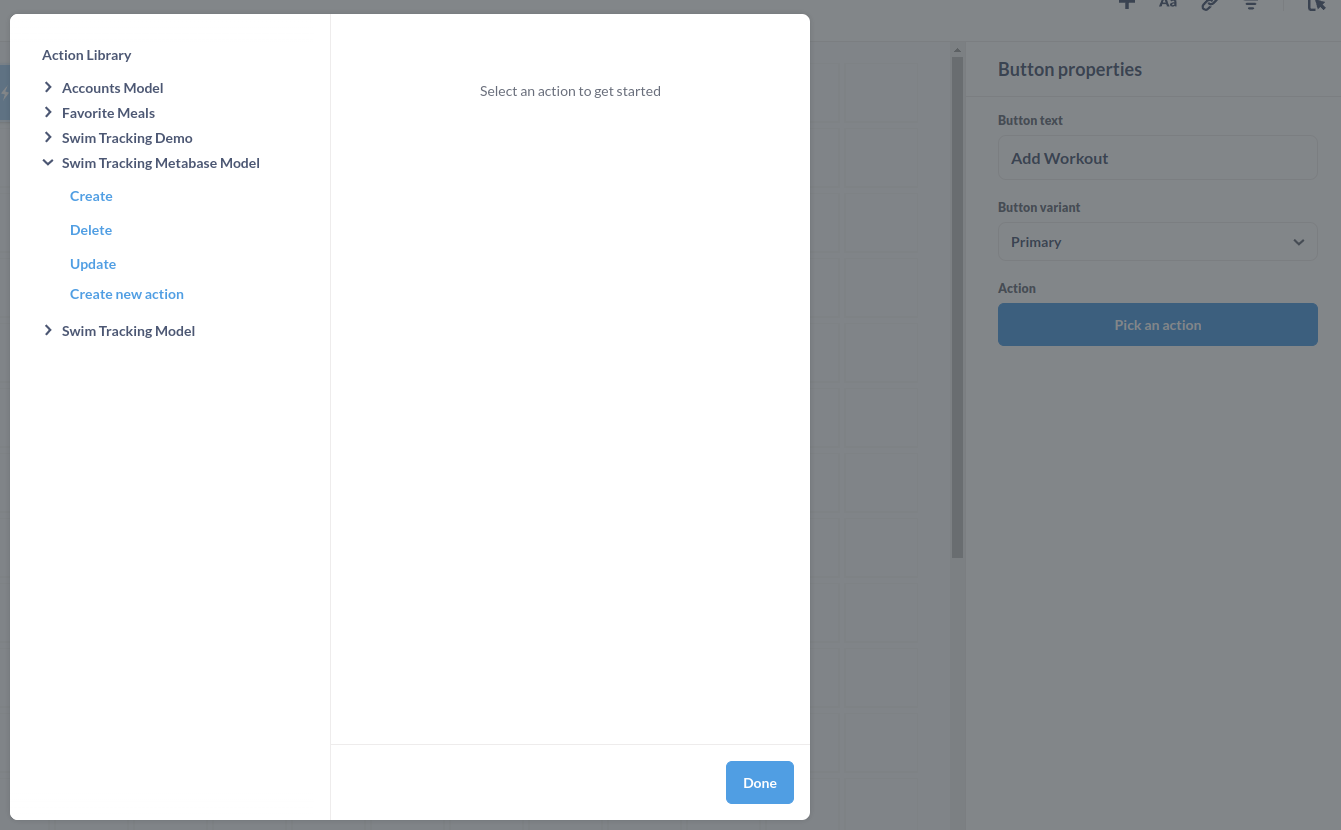 Action Library
Accounts Model
Favorite Meals
Swim Tracking Demo
Swim Tracking Metabase Model
Create
Delete
Update
Create new action
Swim Tracking Model
Select an action to get started
Done
Aa
Button properties
Button text
Add Workout
Button variant
Primary
Action
Pick an action